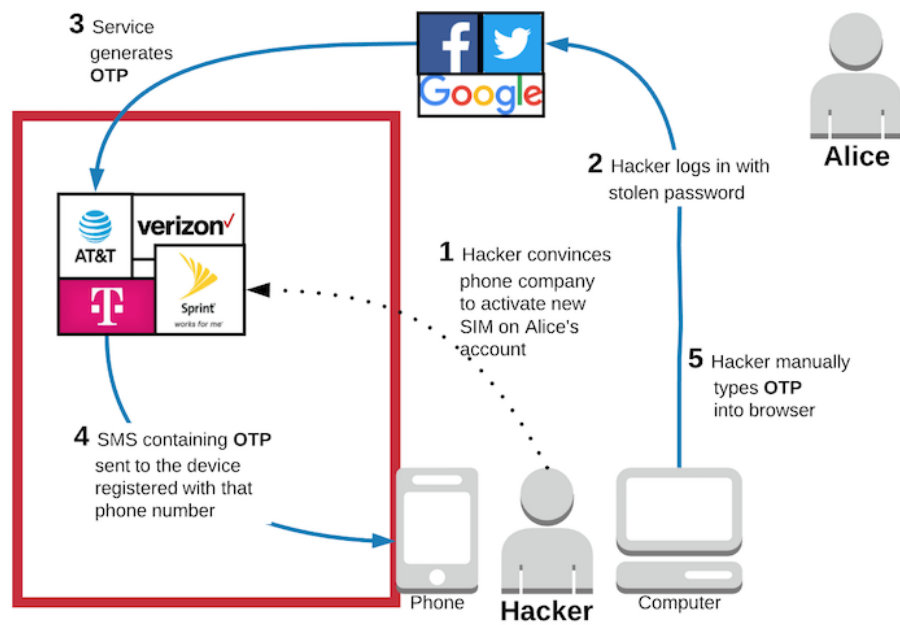 3 Service
generates
OTP
f
Google
Alice
2 Hacker logs in with
stolen password
AT&T
verizon✓
T
Sprint
works for me
1 Hacker convinces
phone company
to activate new
SIM on Alice's
account
5 Hacker manually
types OTP
into browser
4 SMS containing OTP
sent to the device
registered with that
phone number
Phone
Hacker
Computer